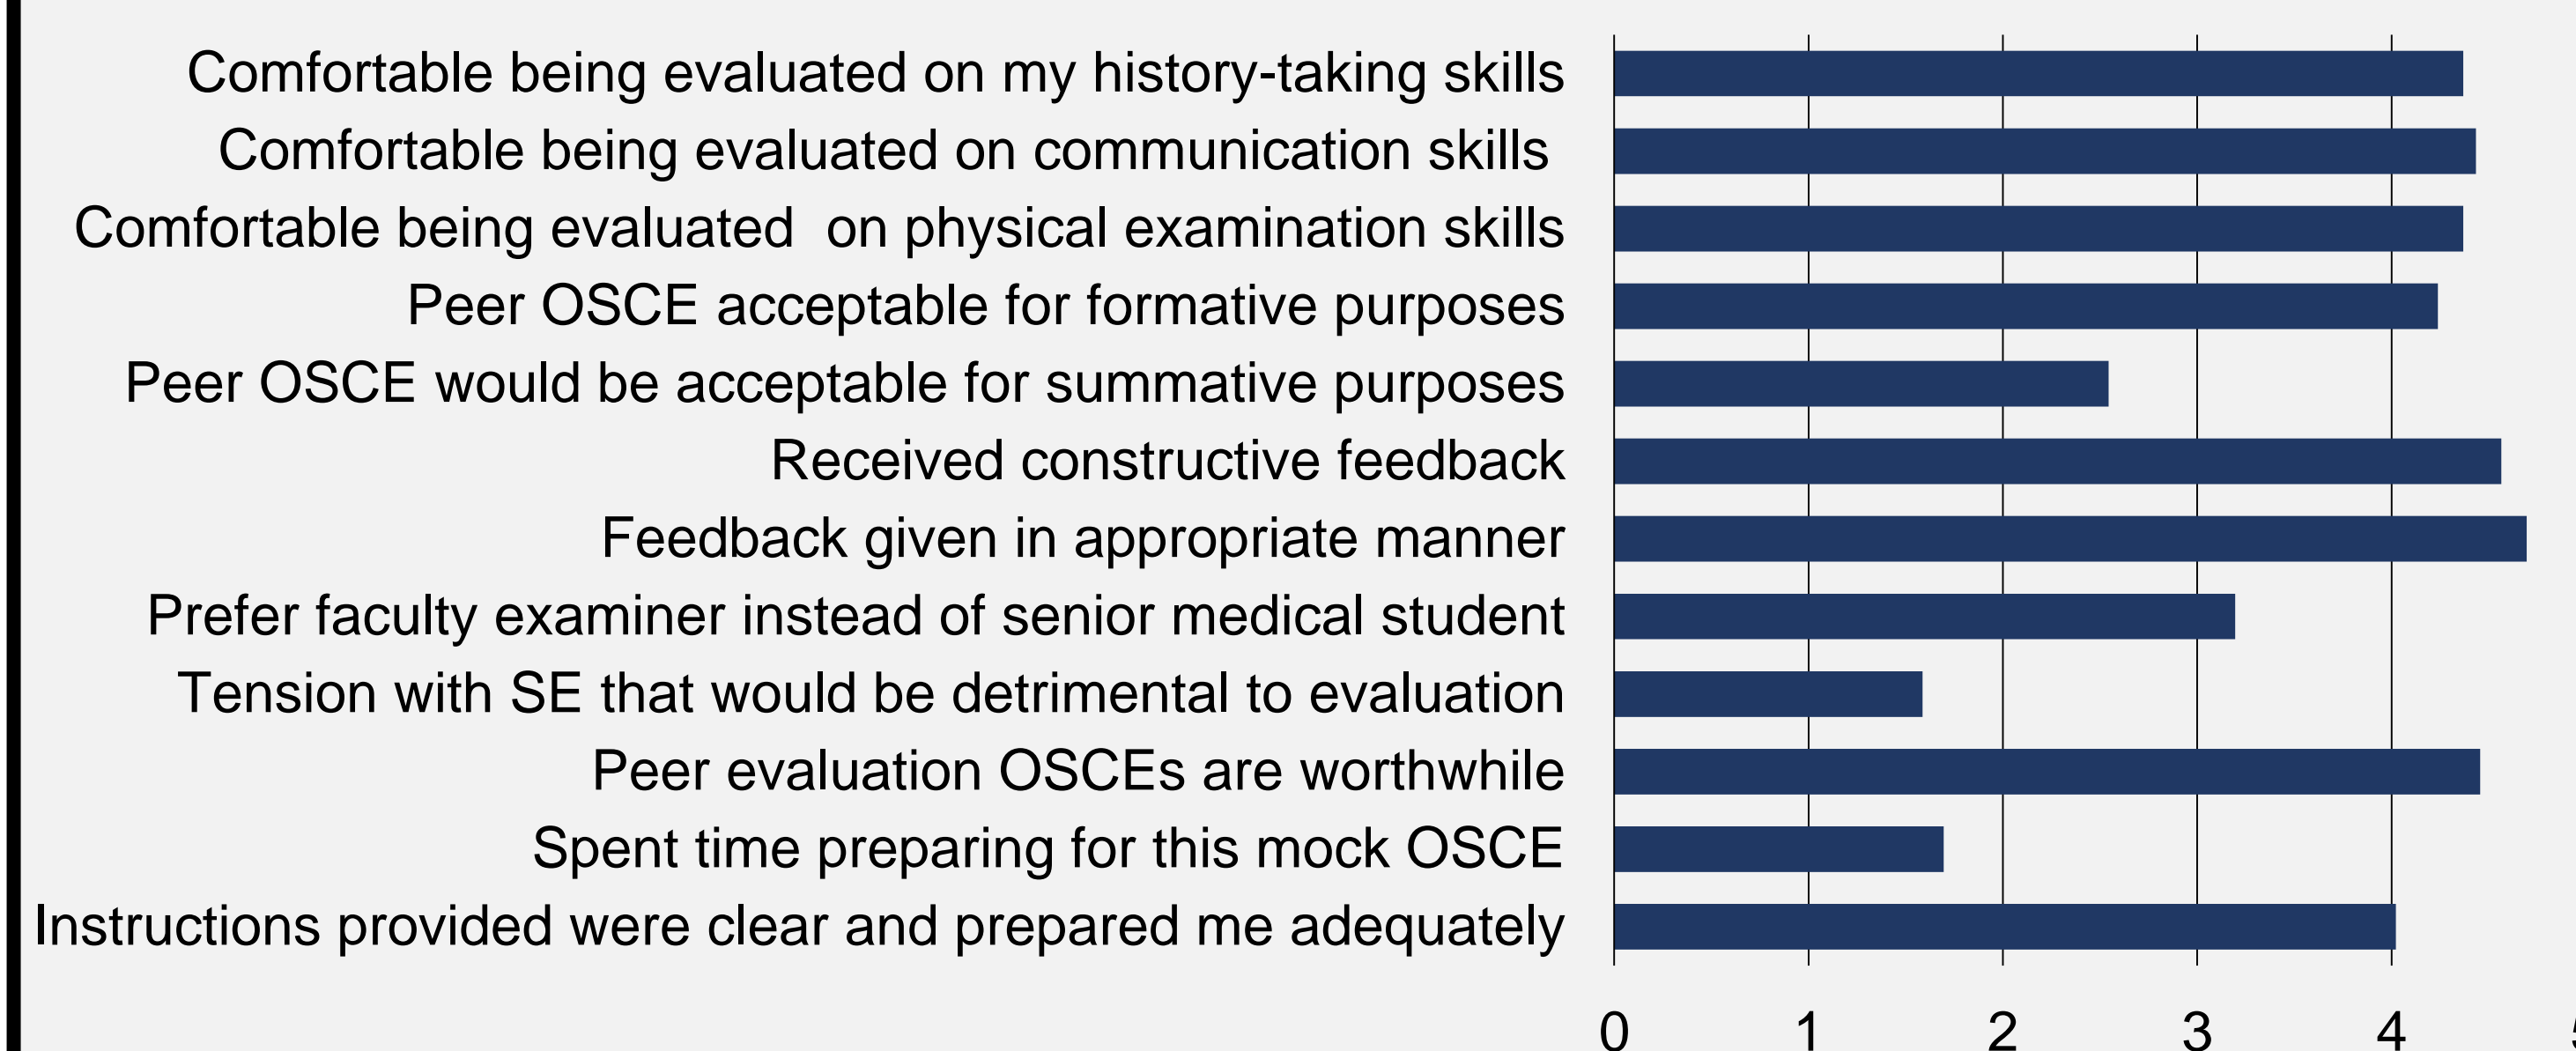 Comfortable being evaluated on my history-taking skills
Comfortable being evaluated on communication skills
Comfortable being evaluated  on physical examination skills
Peer OSCE acceptable for formative purposes
Peer OSCE would be acceptable for summative purposes
Received constructive feedback
Feedback given in appropriate manner
Prefer faculty examiner instead of senior medical student
Tension with SE that would be detrimental to evaluation
Peer evaluation OSCEs are worthwhile
Spent time preparing for this mock OSCE
Instructions provided were clear and prepared me adequately
0 1 2 3 4